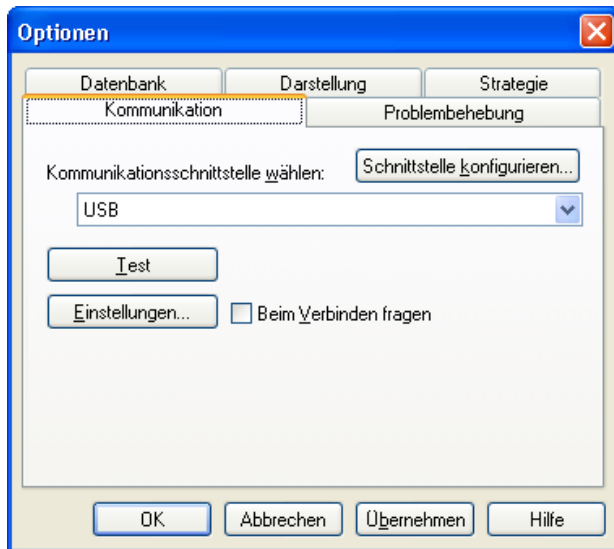 Optionen
Datenbank Darstellung Strategie
Kommunikation Problembehebung
Kommunikationsschnittstelle wählen: Schnittstelle konfigurieren...
USB
Test
Einstellungen... Beim Verbinden fragen
OK Abbrechen Übernehmen Hilfe